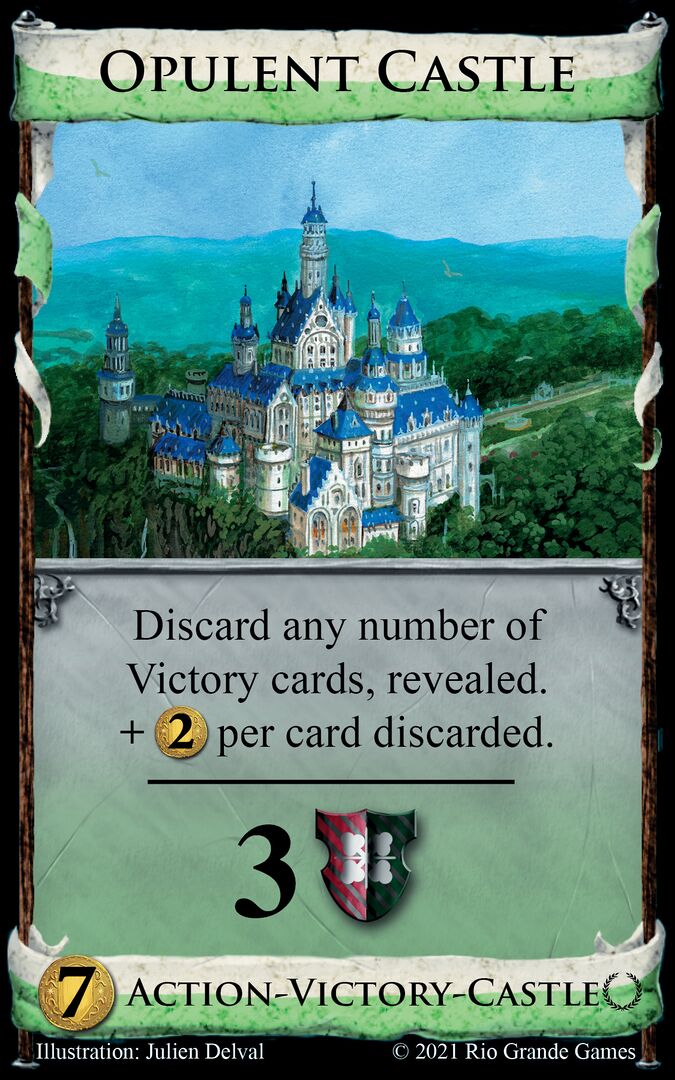 Opulent Castle
Discard any number of
Victory cards, revealed.
+ 2 per card discarded.
3
7 Action-Victory-Castle
Illustration: Julien Delval © 2021 Rio Grande Games